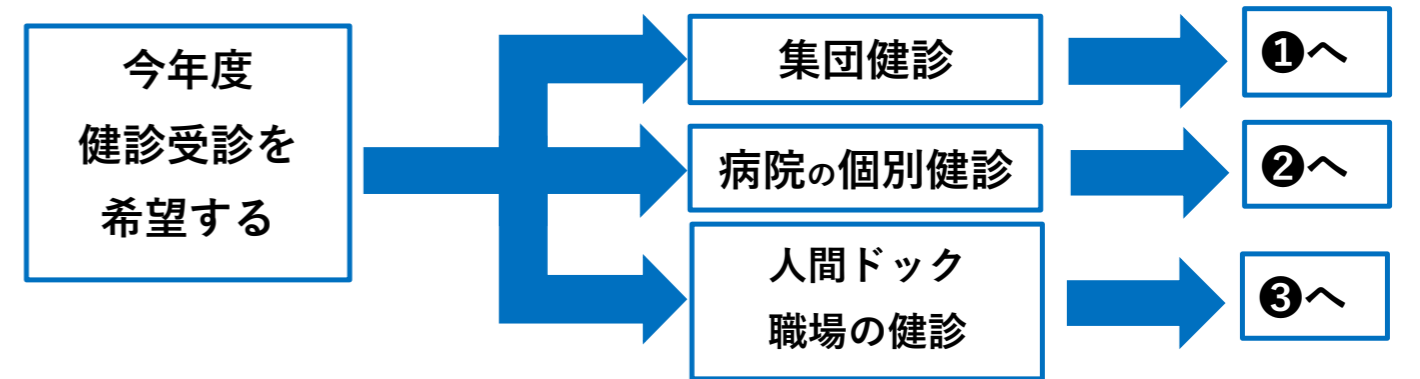 今年度
健診受診を
希望する
集団健診
❶へ
病院の個別健診
❷へ
人間ドック
職場の健診
❸へ